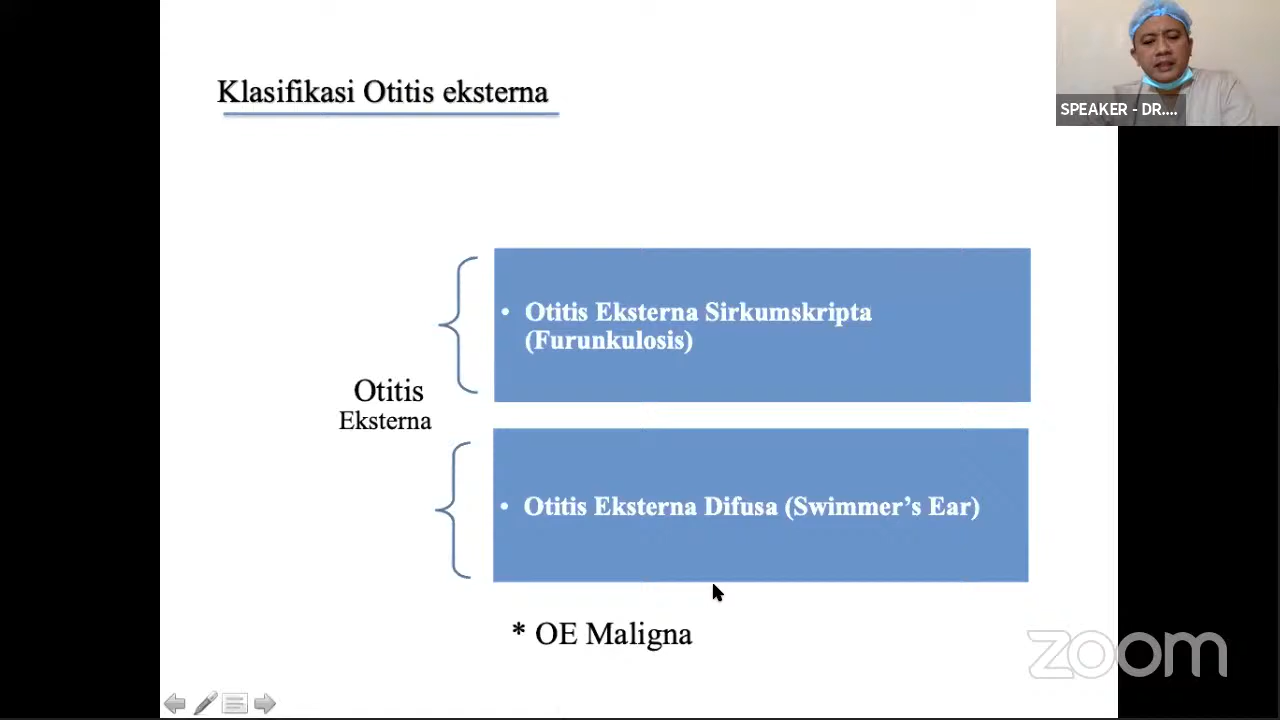 Klasifikasi Otitis eksterna
SPEAKER - DR....
• Otitis Eksterna Sirkumskripta
(Furunkulosis)
Otitis
Eksterna
• Otitis Eksterna Difusa (Swimmer’s Ear)
* OE Maligna
zoom